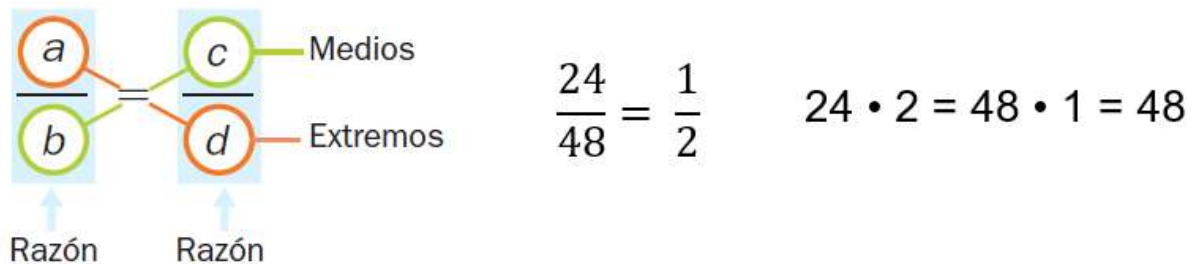 a = c Medios
b d Extremos
Razón Razón
24/48 = 1/2
24 • 2 = 48 • 1 = 48